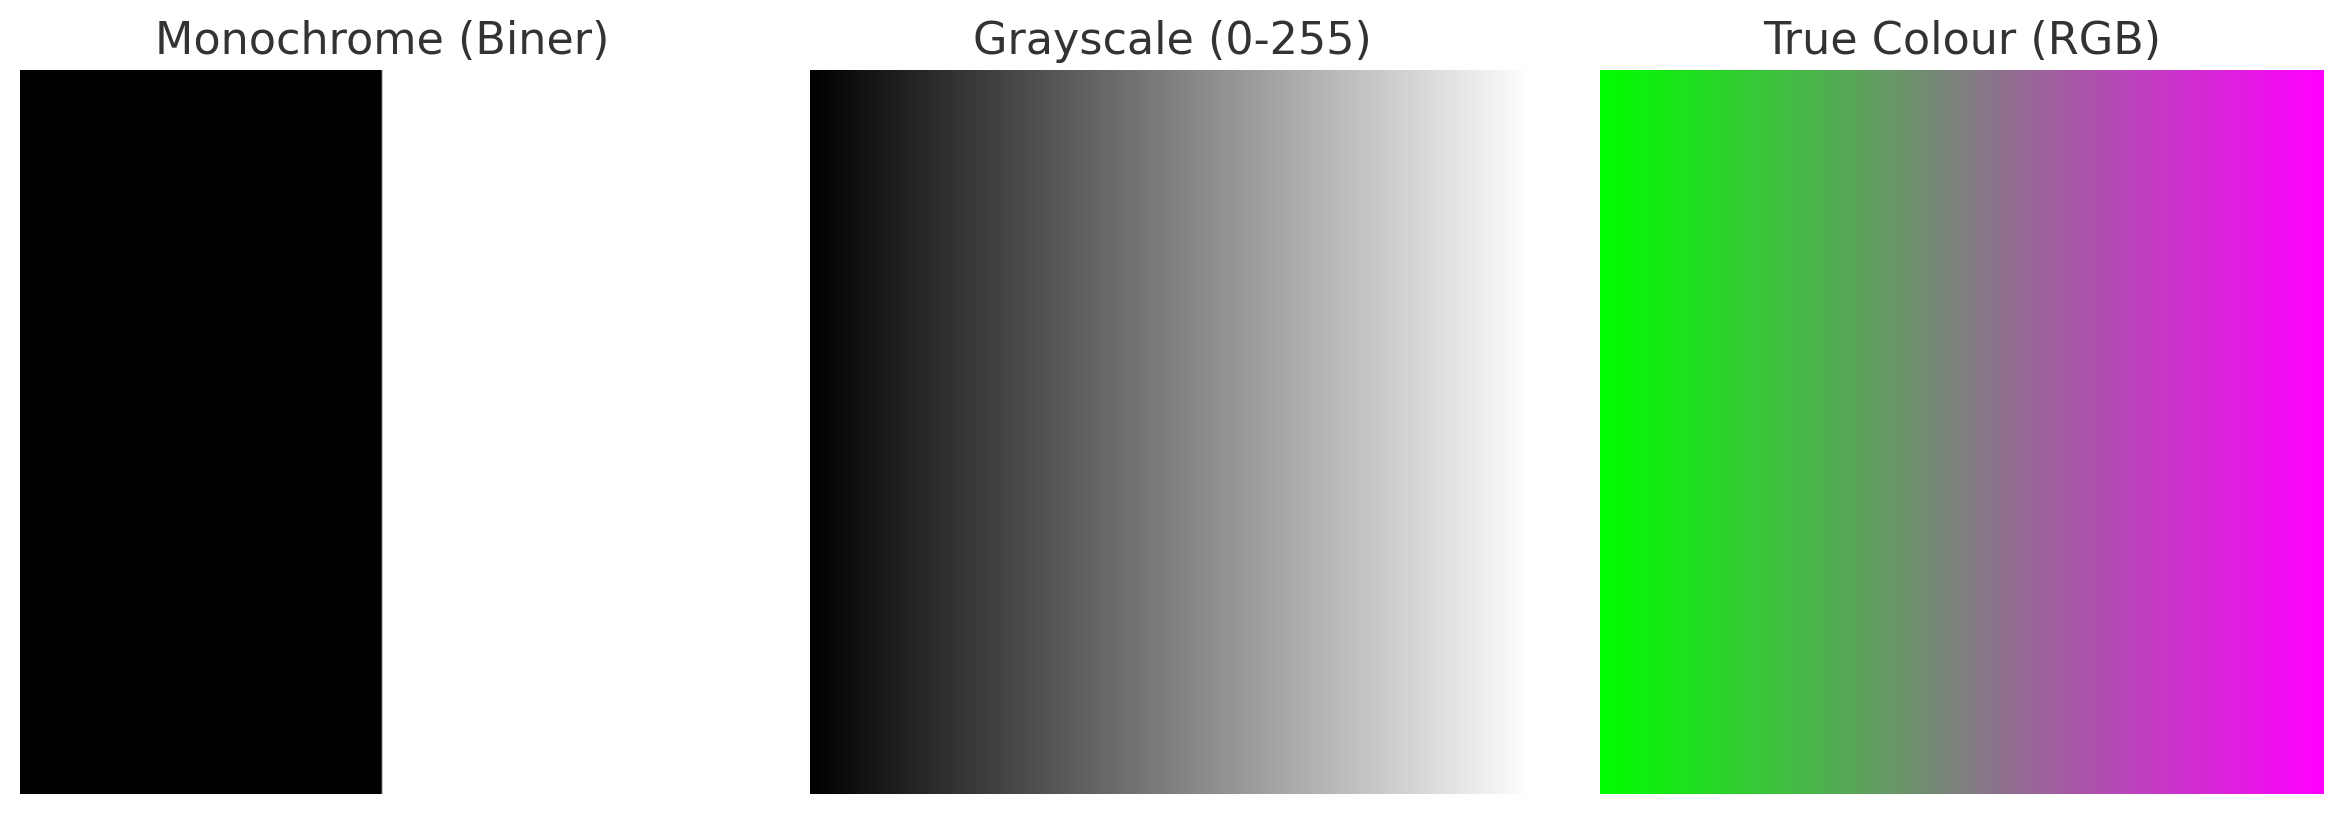 Monochrome (Biner)
Grayscale (0-255)
True Colour (RGB)